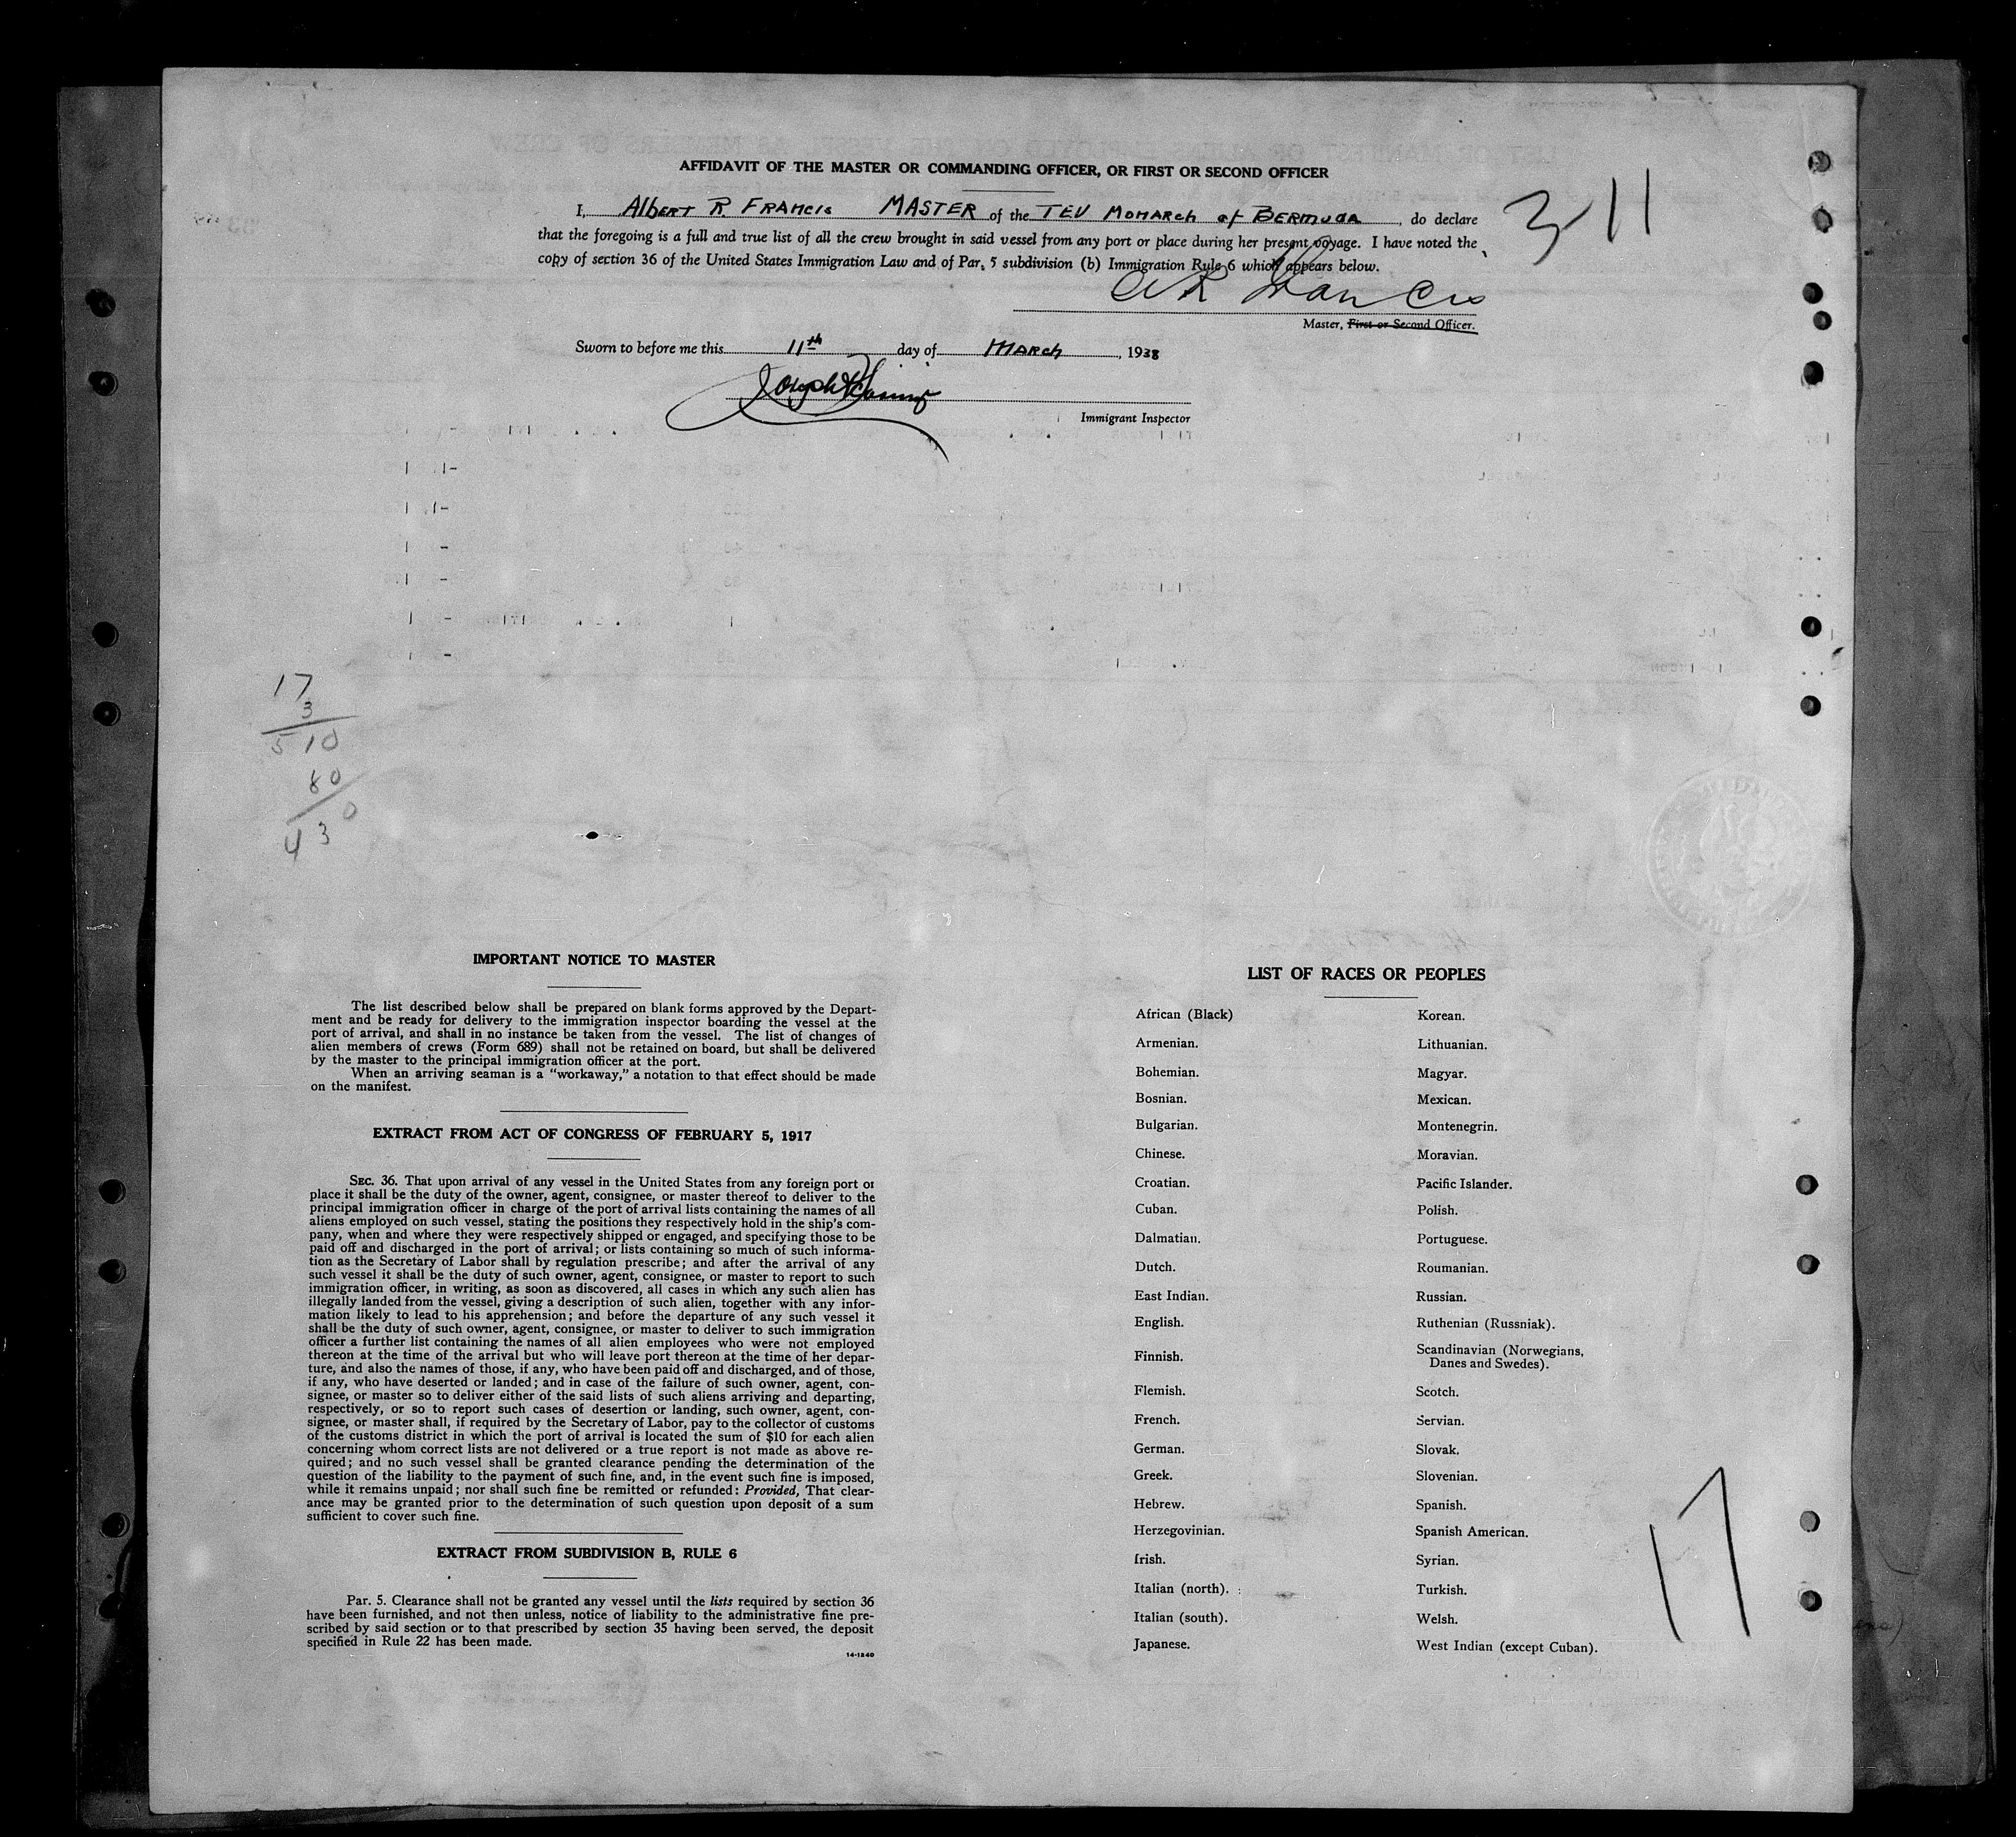 AFFIDAVIT OF THE MASTER OR COMMANDING OFFICER, OR FIRST OR SECOND OFFICER
I, Albert R. Francis MASTER of the TEV Monarch of Bermuda, do declare
that the foregoing is a full and true list of all the crew brought in said vessel from any port or place during her present voyage. I have noted the
copy of section 36 of the United States Immigration Law and of Par. 5 subdivision (b) Immigration Rule 6 which appears below.
3/11
AR Francis
Master, First or Second Officer.
Sworn to before me this 11th day of March, 1938
Joseph
Immigrant Inspector
17
3
510
80
430
IMPORTANT NOTICE TO MASTER
The list described below shall be prepared on blank forms approved by the Depart-
ment and be ready for delivery to the immigration inspector boarding the vessel at the
port of arrival, and shall in no instance be taken from the vessel. The list of changes of
alien members of crews (Form 689) shall not be retained on board, but shall be delivered
by the master to the principal immigration officer at the port.
When an arriving seaman is a "workaway," a notation to that effect should be made
on the manifest.
EXTRACT FROM ACT OF CONGRESS OF FEBRUARY 5, 1917
SEC. 36. That upon arrival of any vessel in the United States from any foreign port or
place it shall be the duty of the owner, agent, consignee, or master thereof to deliver to the
principal immigration officer in charge of the port of arrival lists containing the names of all
aliens employed on such vessel, stating the positions they respectively hold in the ship's com-
pany, when and where they were respectively shipped or engaged, and specifying those to be
paid off and discharged in the port of arrival; or lists containing so much of such informa-
tion as the Secretary of Labor shall by regulation prescribe; and after the arrival of any
such vessel it shall be the duty of such owner, agent, consignee, or master to report to such
immigration officer, in writing, as soon as discovered, all cases in which any such alien has
illegally landed from the vessel, giving a description of such alien, together with any infor-
mation likely to lead to his apprehension; and before the departure of any such vessel it
shall be the duty of such owner, agent, consignee, or master to deliver to such immigration
officer a further list containing the names of all alien employees who were not employed
thereon at the time of the arrival but who will leave port thereon at the time of her depar-
ture, and also the names of those, if any, who have been paid off and discharged, and of those,
if any, who have deserted or landed; and in case of the failure of such owner, agent, con-
signee, or master so to deliver either of the said lists of such aliens arriving and departing,
respectively, or so to report such cases of desertion or landing, such owner, agent, con-
signee, or master shall, if required by the Secretary of Labor, pay to the collector of customs
of the customs district in which the port of arrival is located the sum of $10 for each alien
concerning whom correct lists are not delivered or a true report is not made as above re-
quired; and no such vessel shall be granted clearance pending the determination of the
question of the liability to the payment of such fine, and, in the event such fine is imposed,
while it remains unpaid; nor shall such fine be remitted or refunded: Provided, That clear-
ance may be granted prior to the determination of such question upon deposit of a sum
sufficient to cover such fine.
EXTRACT FROM SUBDIVISION B, RULE 6
Par. 5. Clearance shall not be granted any vessel until the lists required by section 36
have been furnished, and not then unless, notice of liability to the administrative fine pre-
scribed by said section or to that prescribed by section 35 having been served, the deposit
specified in Rule 22 has been made.
14-1240
LIST OF RACES OR PEOPLES
African (Black)
Armenian.
Bohemian.
Bosnian.
Bulgarian.
Chinese.
Croatian.
Cuban.
Dalmatian.
Dutch.
East Indian.
English.
Finnish.
Flemish.
French.
German.
Greek.
Hebrew.
Herzegovinian.
Irish.
Italian (north).
Italian (south).
Japanese.
Korean.
Lithuanian.
Magyar.
Mexican.
Montenegrin.
Moravian.
Pacific Islander.
Polish.
Portuguese.
Roumanian.
Russian.
Ruthenian (Russniak).
Scandinavian (Norwegians,
Danes and Swedes).
Scotch.
Servian.
Slovak.
Slovenian.
Spanish.
Spanish American.
Syrian.
Turkish.
Welsh.
West Indian (except Cuban).
17